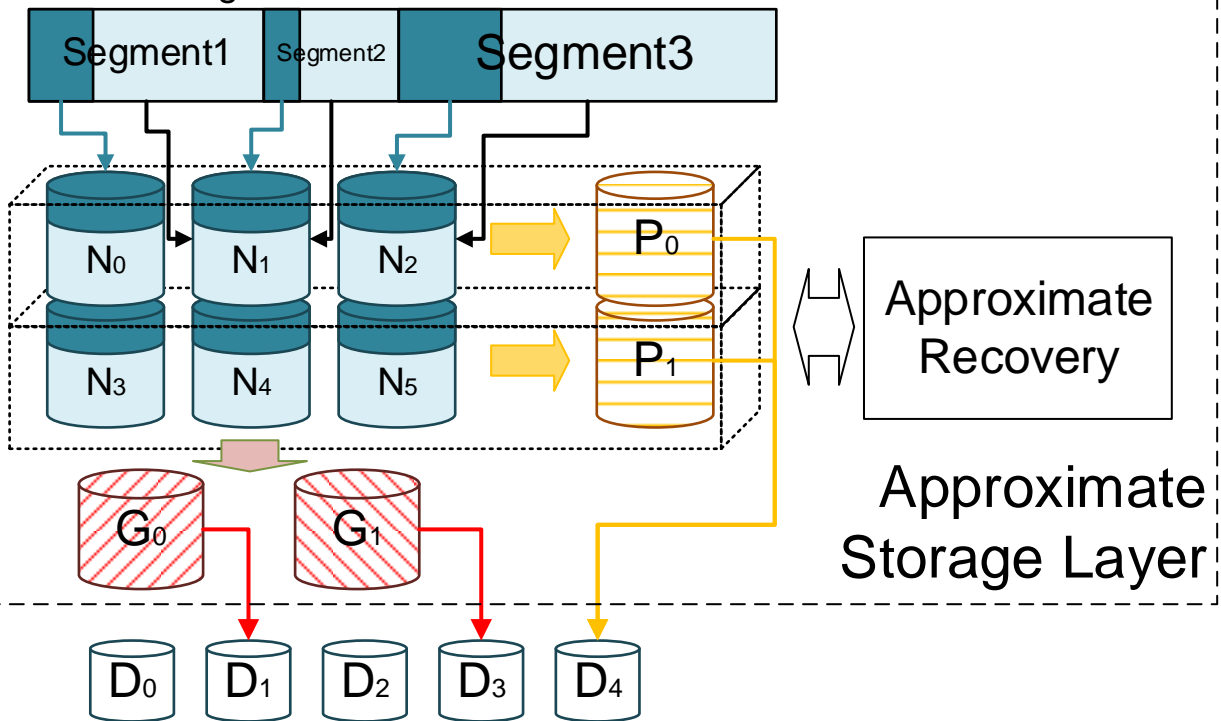 Segment1 Segment2 Segment3
N0 N1 N2 P0
Approximate
Recovery
N3 N4 N5 P1
G0 G1
Approximate
Storage Layer
D0 D1 D2 D3 D4